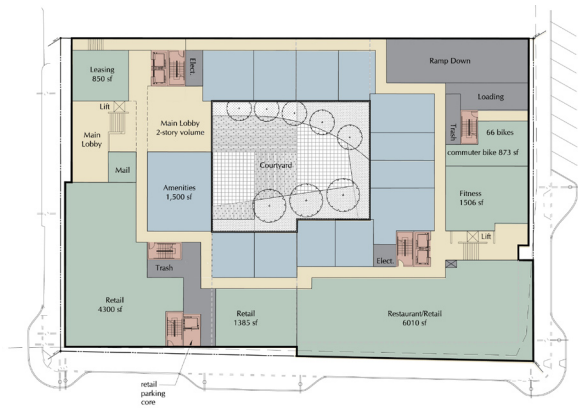 Ramp Down
Leasing
850 sf
Elect.
Loading
Lift
Main
Lobby
Main Lobby
2-story volume
Trash
66 bikes
commuter bike 873 sf
Mail
Courtyard
Amenities
1,500 sf
Fitness
1506 sf
Lift
Trash
Elect.
Retail
4300 sf
Retail
1385 sf
Restaurant/Retail
6010 sf
retail
parking
core